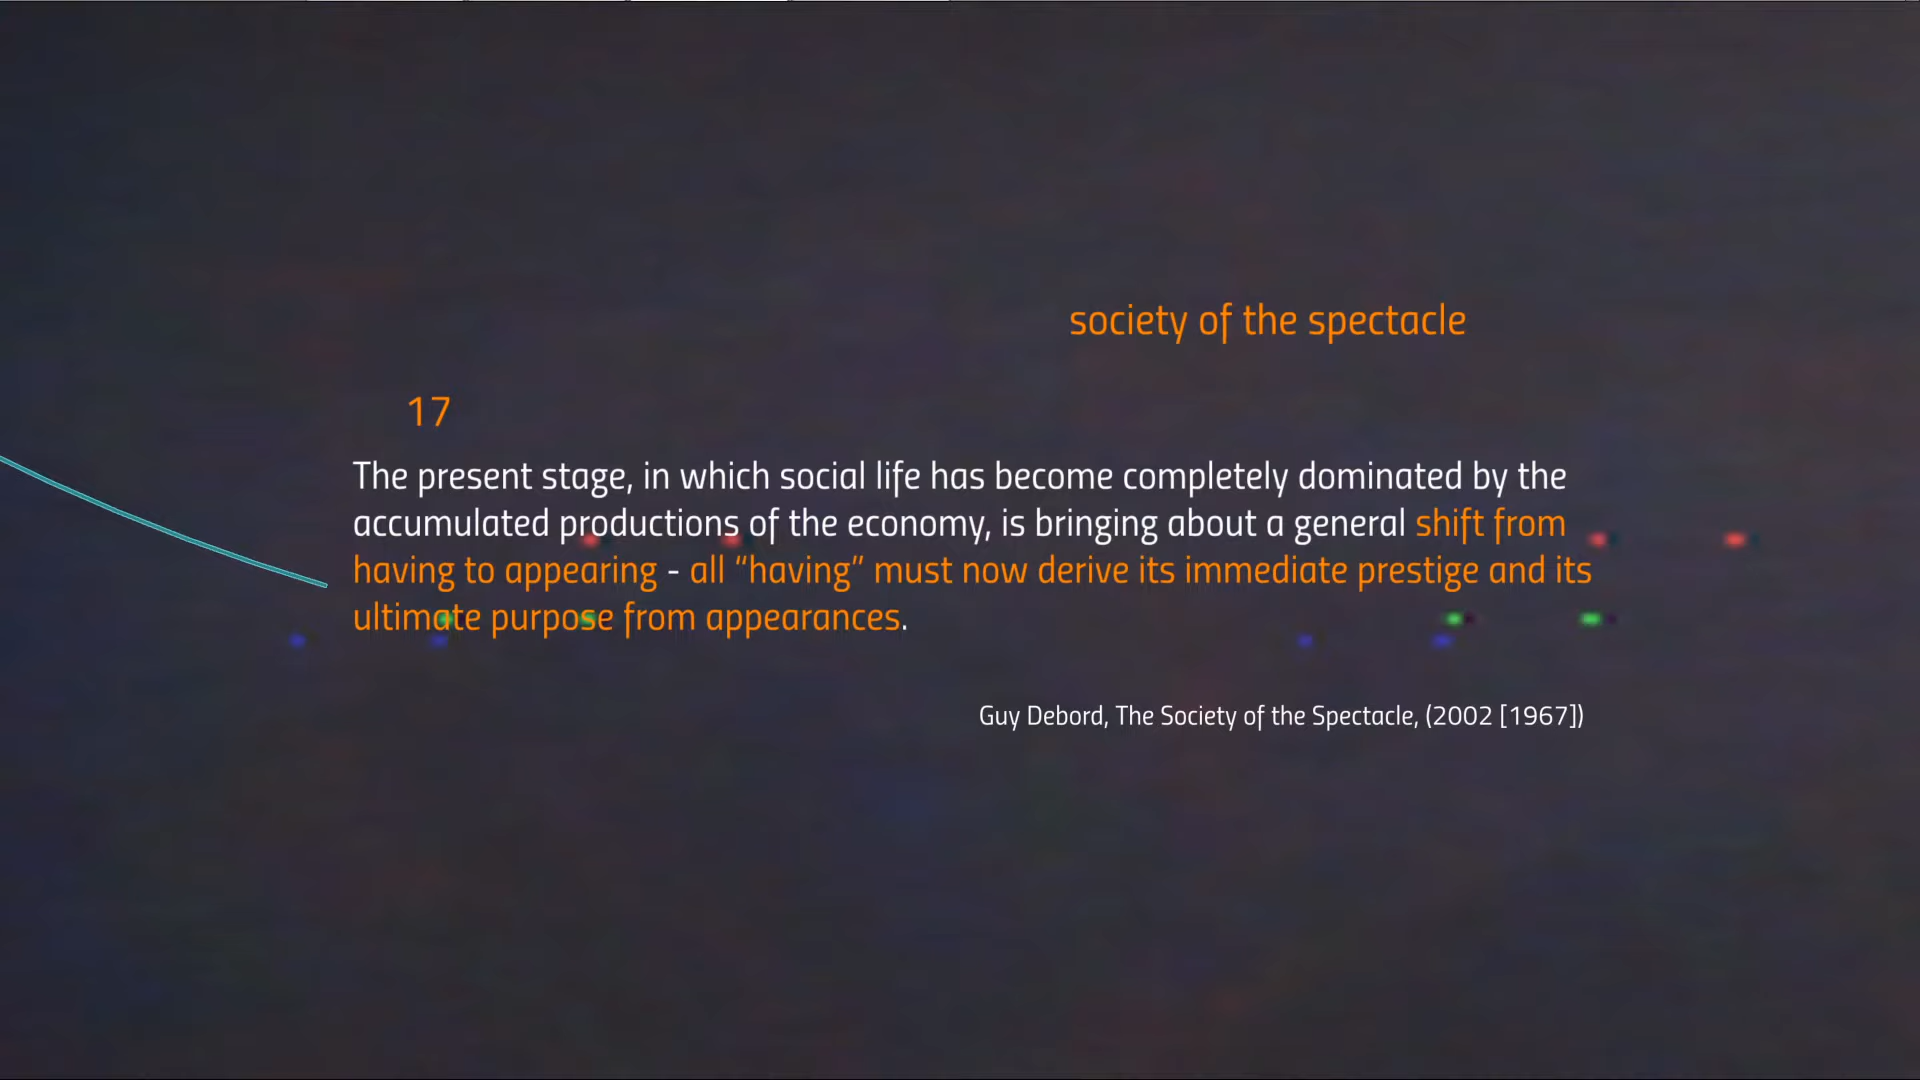 society of the spectacle
17
The present stage, in which social life has become completely dominated by the
accumulated productions of the economy, is bringing about a general shift from
having to appearing - all “having” must now derive its immediate prestige and its
ultimate purpose from appearances.
Guy Debord, The Society of the Spectacle, (2002 [1967])